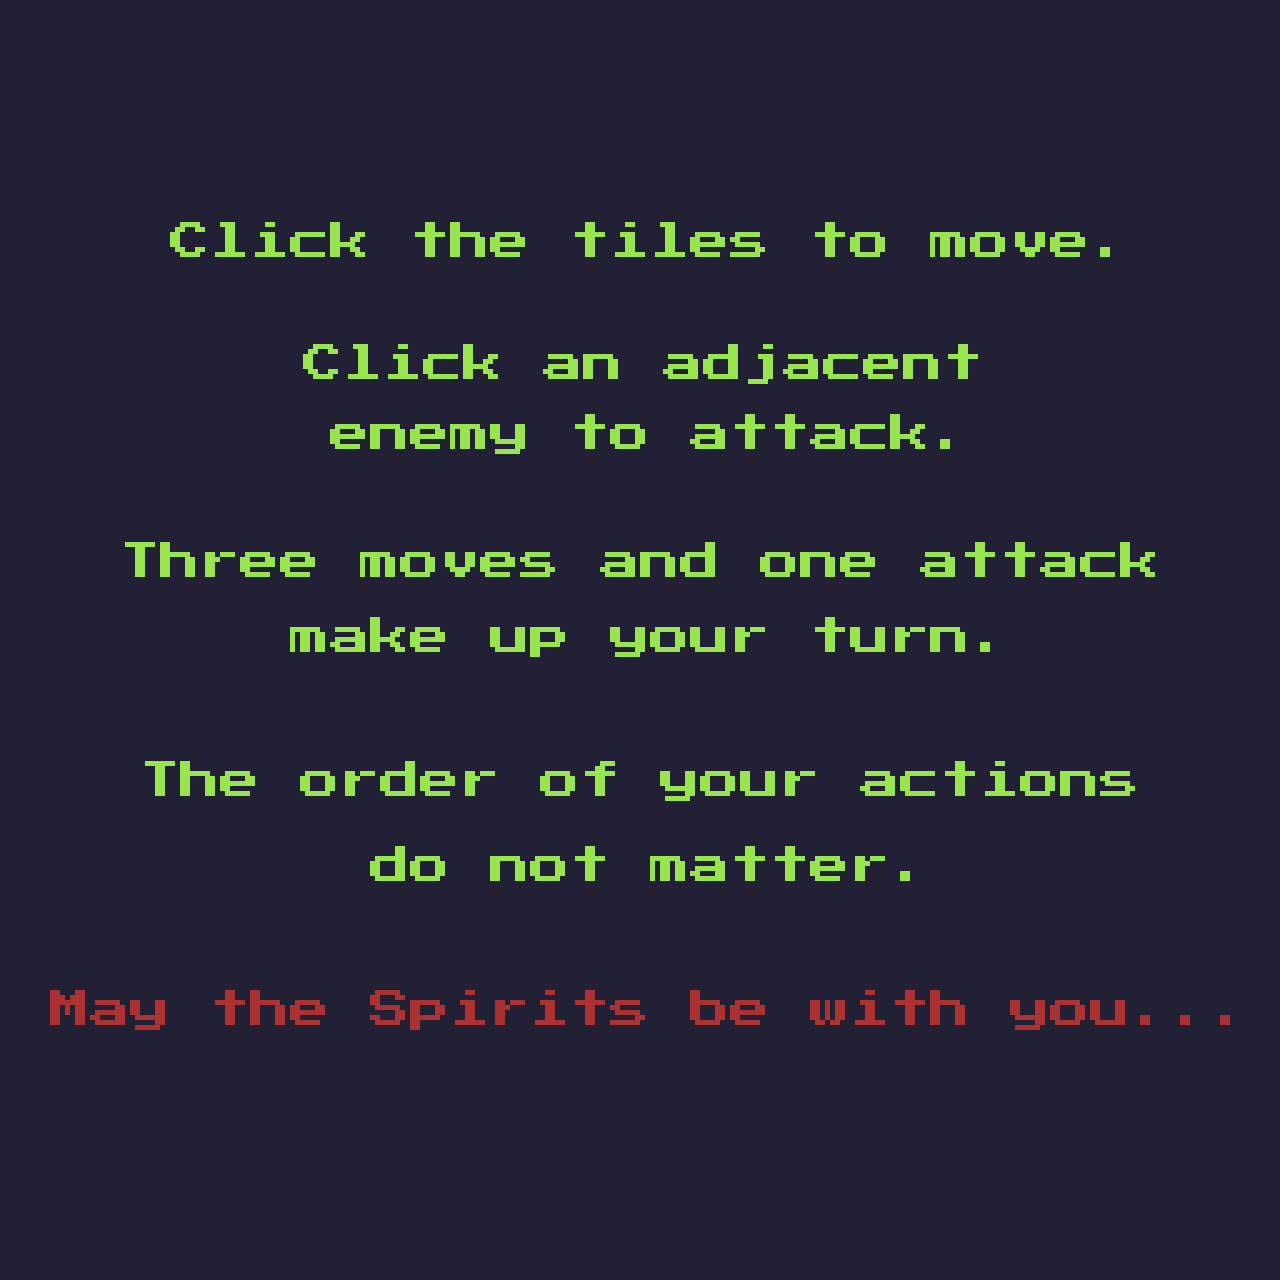 Click the tiles to move.
Click an adjacent
enemy to attack.
Three moves and one attack
make up your turn.
The order of your actions
do not matter.
May the Spirits be with you...